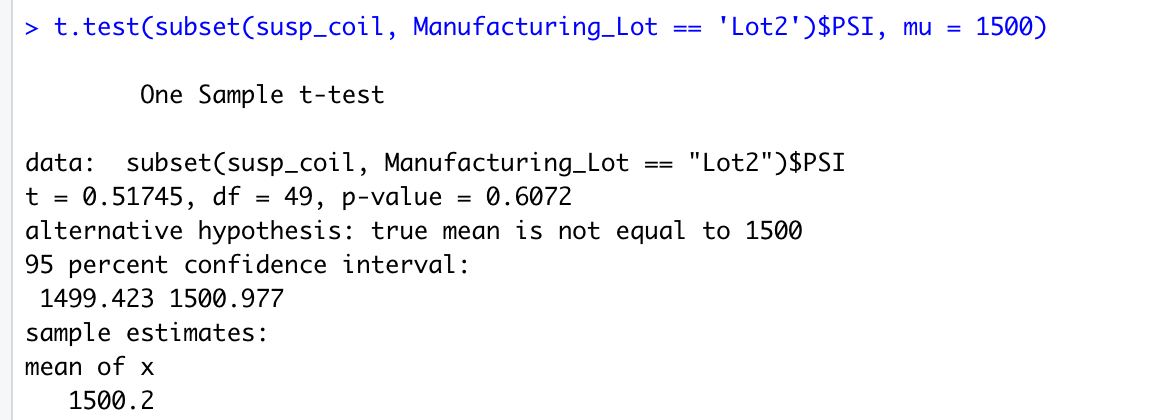 > t.test(subset(susp_coil, Manufacturing_Lot == 'Lot2')$PSI, mu = 1500)
One Sample t-test
data:  subset(susp_coil, Manufacturing_Lot == "Lot2")$PSI
t = 0.51745, df = 49, p-value = 0.6072
alternative hypothesis: true mean is not equal to 1500
95 percent confidence interval:
1499.423 1500.977
sample estimates:
mean of x
1500.2